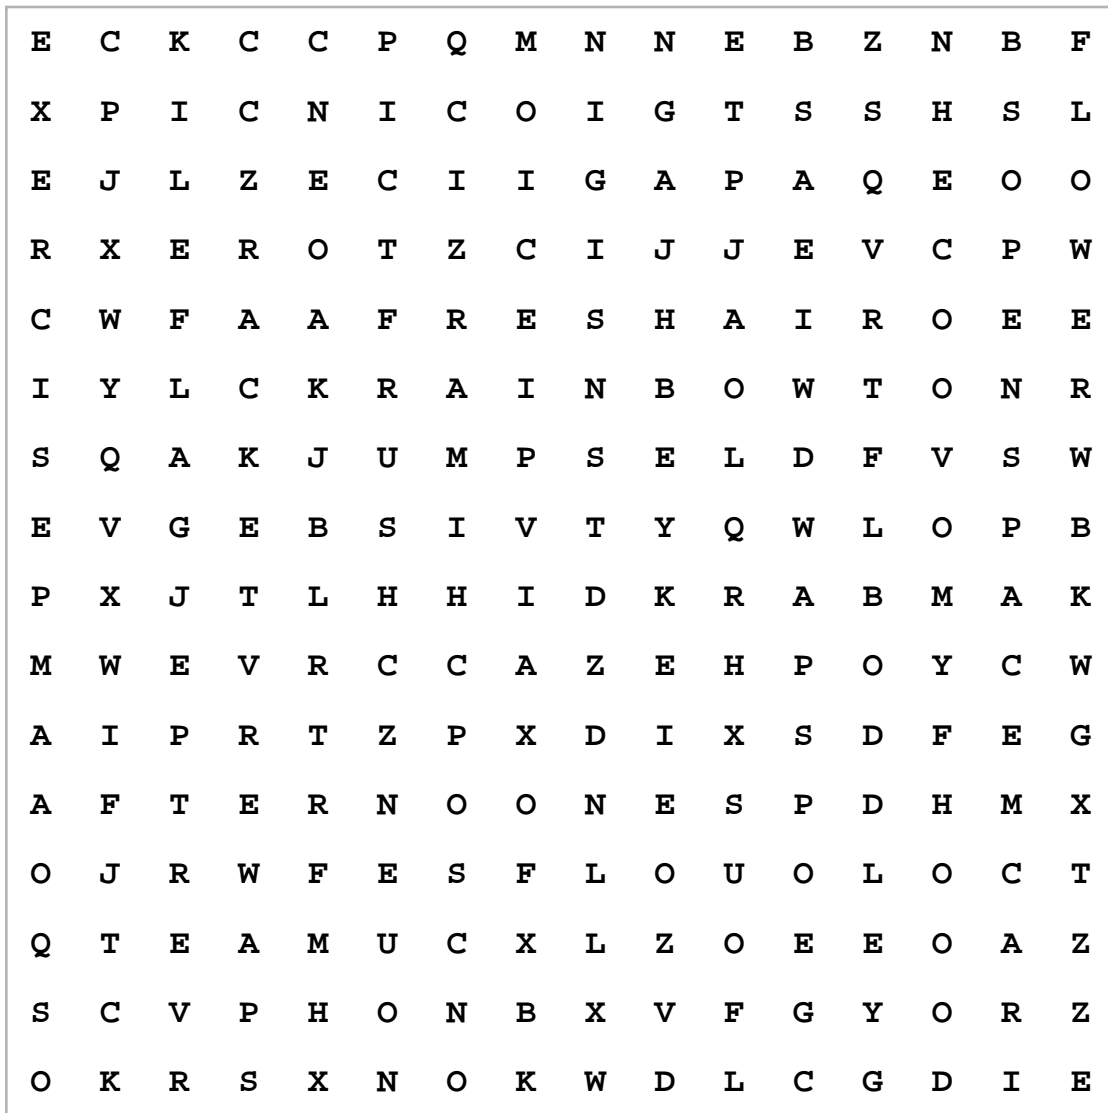 E C K C C P Q M N N E B Z N B F
X P I C N I C O I G T S S H S L
E J L Z E C I I G A P A Q E O O
R X E R O T Z C I J J E V C P W
C W F A A F R E S H A I R O E E
I Y L C K R A I N B O W T O N R
S Q A K J U M P S E L D F V S W
E V G E B S I V T Y Q W L O P B
P X J T L H H I D K R A B M A K
M W E V R C C A Z E H P O Y C W
A I P R T Z P X D I X S D F E G
A F T E R N O O N E S P D H M X
O J R W F E S F L O U O L O C T
Q T E A M U C X L Z O E E O A Z
S C V P H O N B X V F G Y O R Z
O K R S X N O K W D L C G D I E